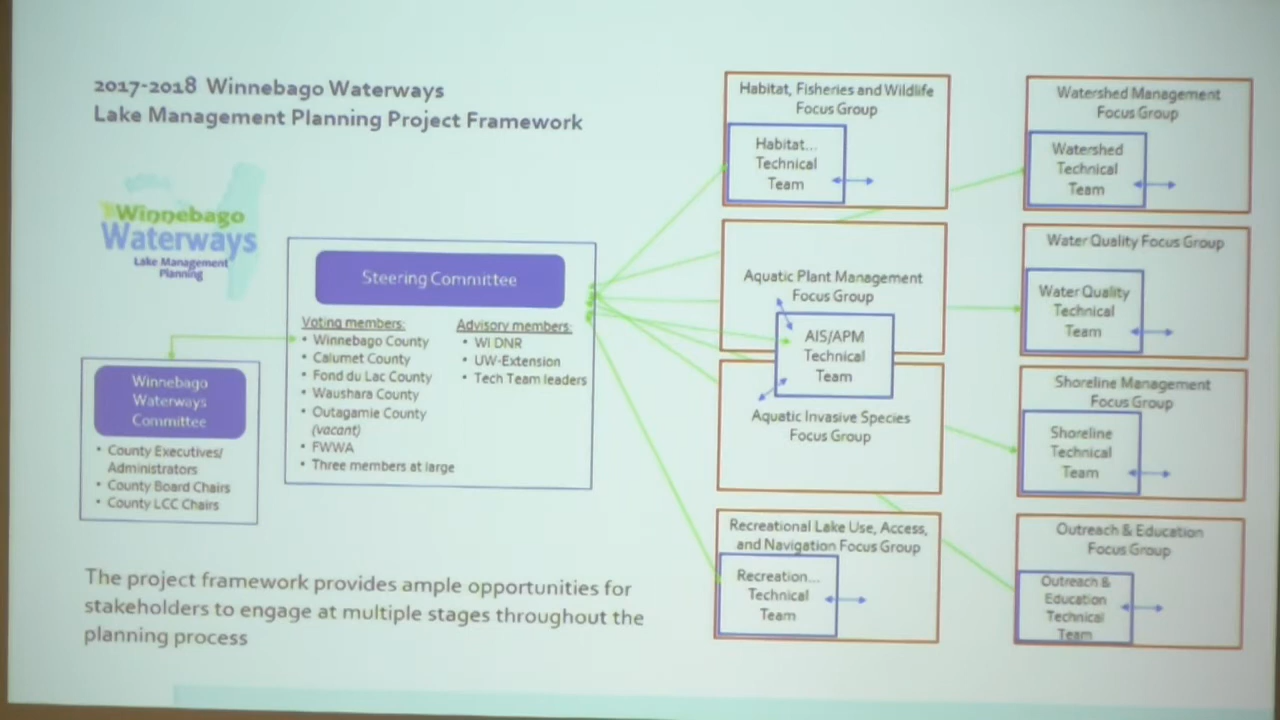 2017-2018 Winnebago Waterways
Lake Management Planning Project Framework
Winnebago
Waterways
Lake Management
Planning
Winnebago
Waterways
Committee
• County Executives/
Administrators
• County Board Chairs
• County LCC Chairs
Steering Committee
Voting members:
• Winnebago County
• Calumet County
• Fond du Lac County
• Waushara County
• Outagamie County
(vacant)
• FWWA
• Three members at large
Advisory members:
• WI DNR
• UW-Extension
• Tech Team leaders
Habitat, Fisheries and Wildlife
Focus Group
Habitat...
Technical
Team
Aquatic Plant Management
Focus Group
AIS/APM
Technical
Team
Aquatic Invasive Species
Focus Group
Recreational Lake Use, Access,
and Navigation Focus Group
Recreation...
Technical
Team
Watershed Management
Focus Group
Watershed
Technical
Team
Water Quality Focus Group
Water Quality
Technical
Team
Shoreline Management
Focus Group
Shoreline
Technical
Team
Outreach & Education
Focus Group
Outreach &
Education
Technical
Team
The project framework provides ample opportunities for
stakeholders to engage at multiple stages throughout the
planning process